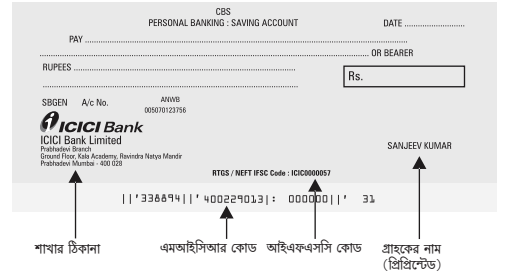 CBS
PERSONAL BANKING : SAVING ACCOUNT DATE ....................
PAY ....................
.................... OR BEARER
RUPEES ....................
Rs.
SBGEN A/c No. ANWB
005070123756
ICICI Bank
ICICI Bank Limited
Prabhadevi Branch
Ground Floor, Kala Academy, Ravindra Natya Mandir
Prabhadevi Mumbai - 400 028
SANJEEV KUMAR
RTGS / NEFT IFSC Code : ICIC0000057
||'338894||' 400229013|: 000000||' 31
শাখার ঠিকানা এমআইসিআর কোড আইএফএসসি কোড গ্রাহকের নাম
(প্রিপ্রিন্টেড)